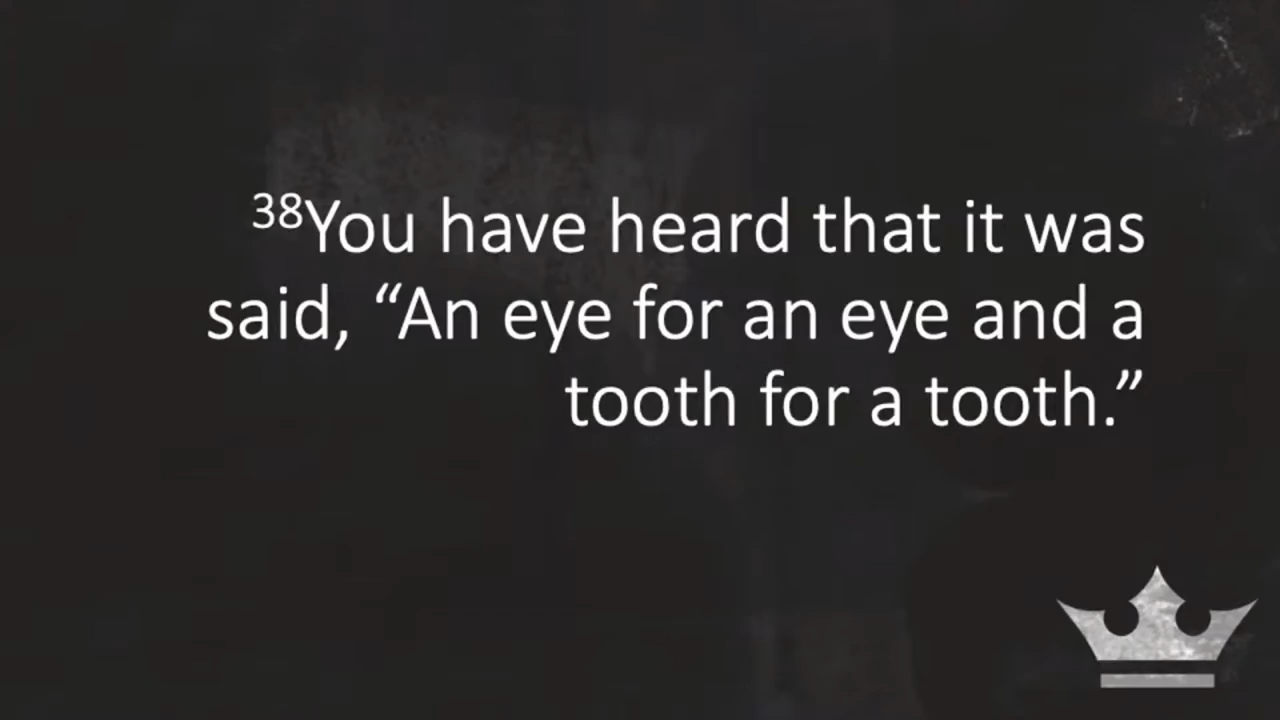 ³⁸You have heard that it was
said, “An eye for an eye and a
tooth for a tooth.”